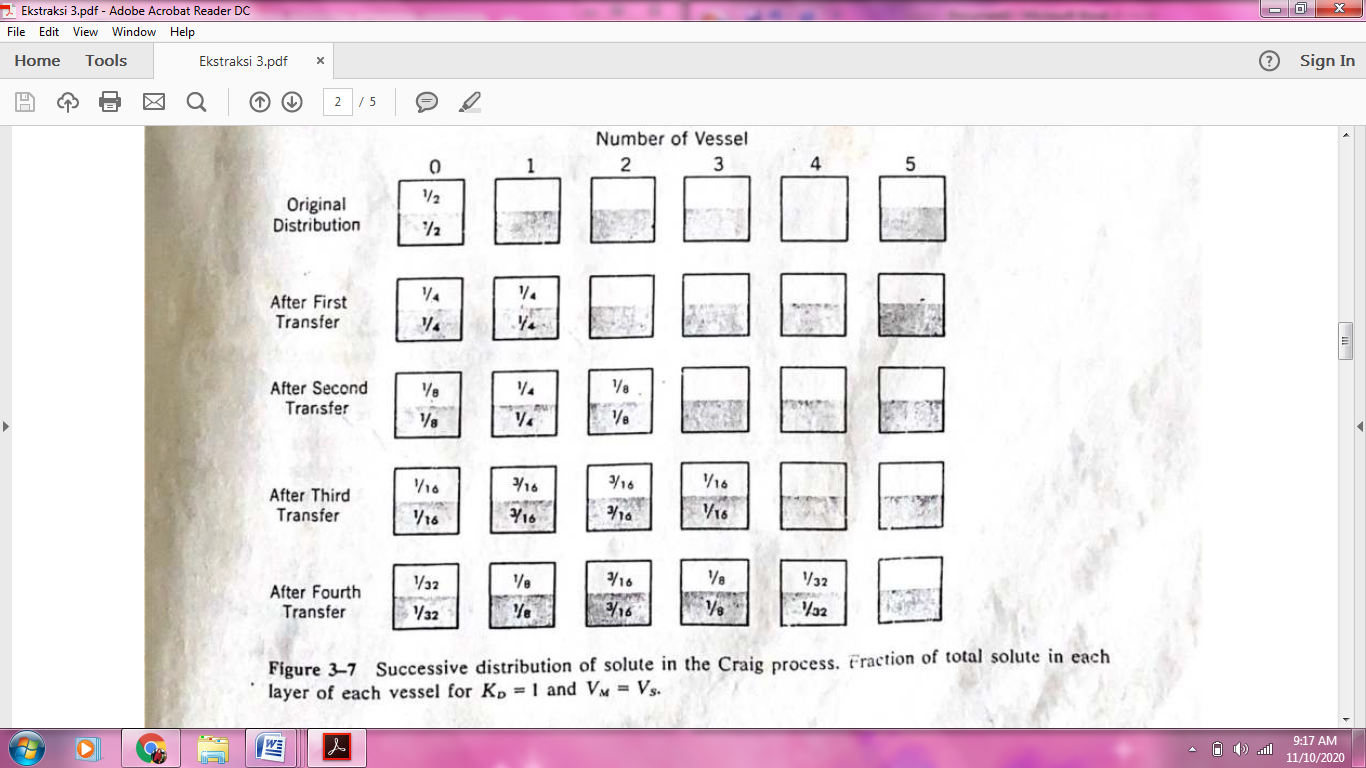 Ekstraksi 3.pdf - Adobe Acrobat Reader DC
File Edit View Window Help
Home Tools Ekstraksi 3.pdf × ? Sign In
2 / 5
Number of Vessel
0 1 2 3 4 5
Original
Distribution
1/2
1/2
After First
Transfer
1/4 1/4
1/4 1/4
After Second
Transfer
1/8 1/4 1/8
1/8 1/4 1/8
After Third
Transfer
1/16 3/16 3/16 1/16
1/16 3/16 3/16 1/16
After Fourth
Transfer
1/32 1/8 3/16 1/8 1/32
1/32 1/8 3/16 1/8 1/32
Figure 3–7 Successive distribution of solute in the Craig process. Fraction of total solute in each
layer of each vessel for K_D = 1 and V_M = V_S.
9:17 AM
11/10/2020